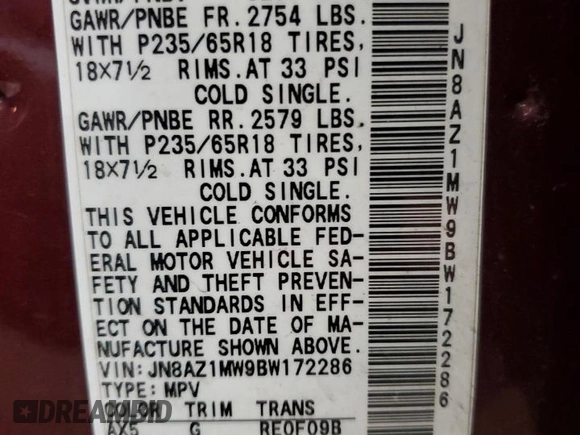 GAWR/PNBE FR. 2754 LBS.
WITH P235/65R18 TIRES,
18×7½ RIMS. AT 33 PSI
COLD SINGLE.
GAWR/PNBE RR. 2579 LBS.
WITH P235/65R18 TIRES,
18×7½ RIMS. AT 33 PSI
COLD SINGLE.
THIS VEHICLE CONFORMS
TO ALL APPLICABLE FED-
ERAL MOTOR VEHICLE SA-
FETY AND THEFT PREVEN-
TION STANDARDS IN EFF-
ECT ON THE DATE OF MA-
NUFACTURE SHOWN ABOVE.
VIN: JN8AZ1MW9BW172286
TYPE: MPV
COLOR TRIM TRANS
AX5 G RE0F09B
JN8AZ1MW9BW172286
DREAMBID